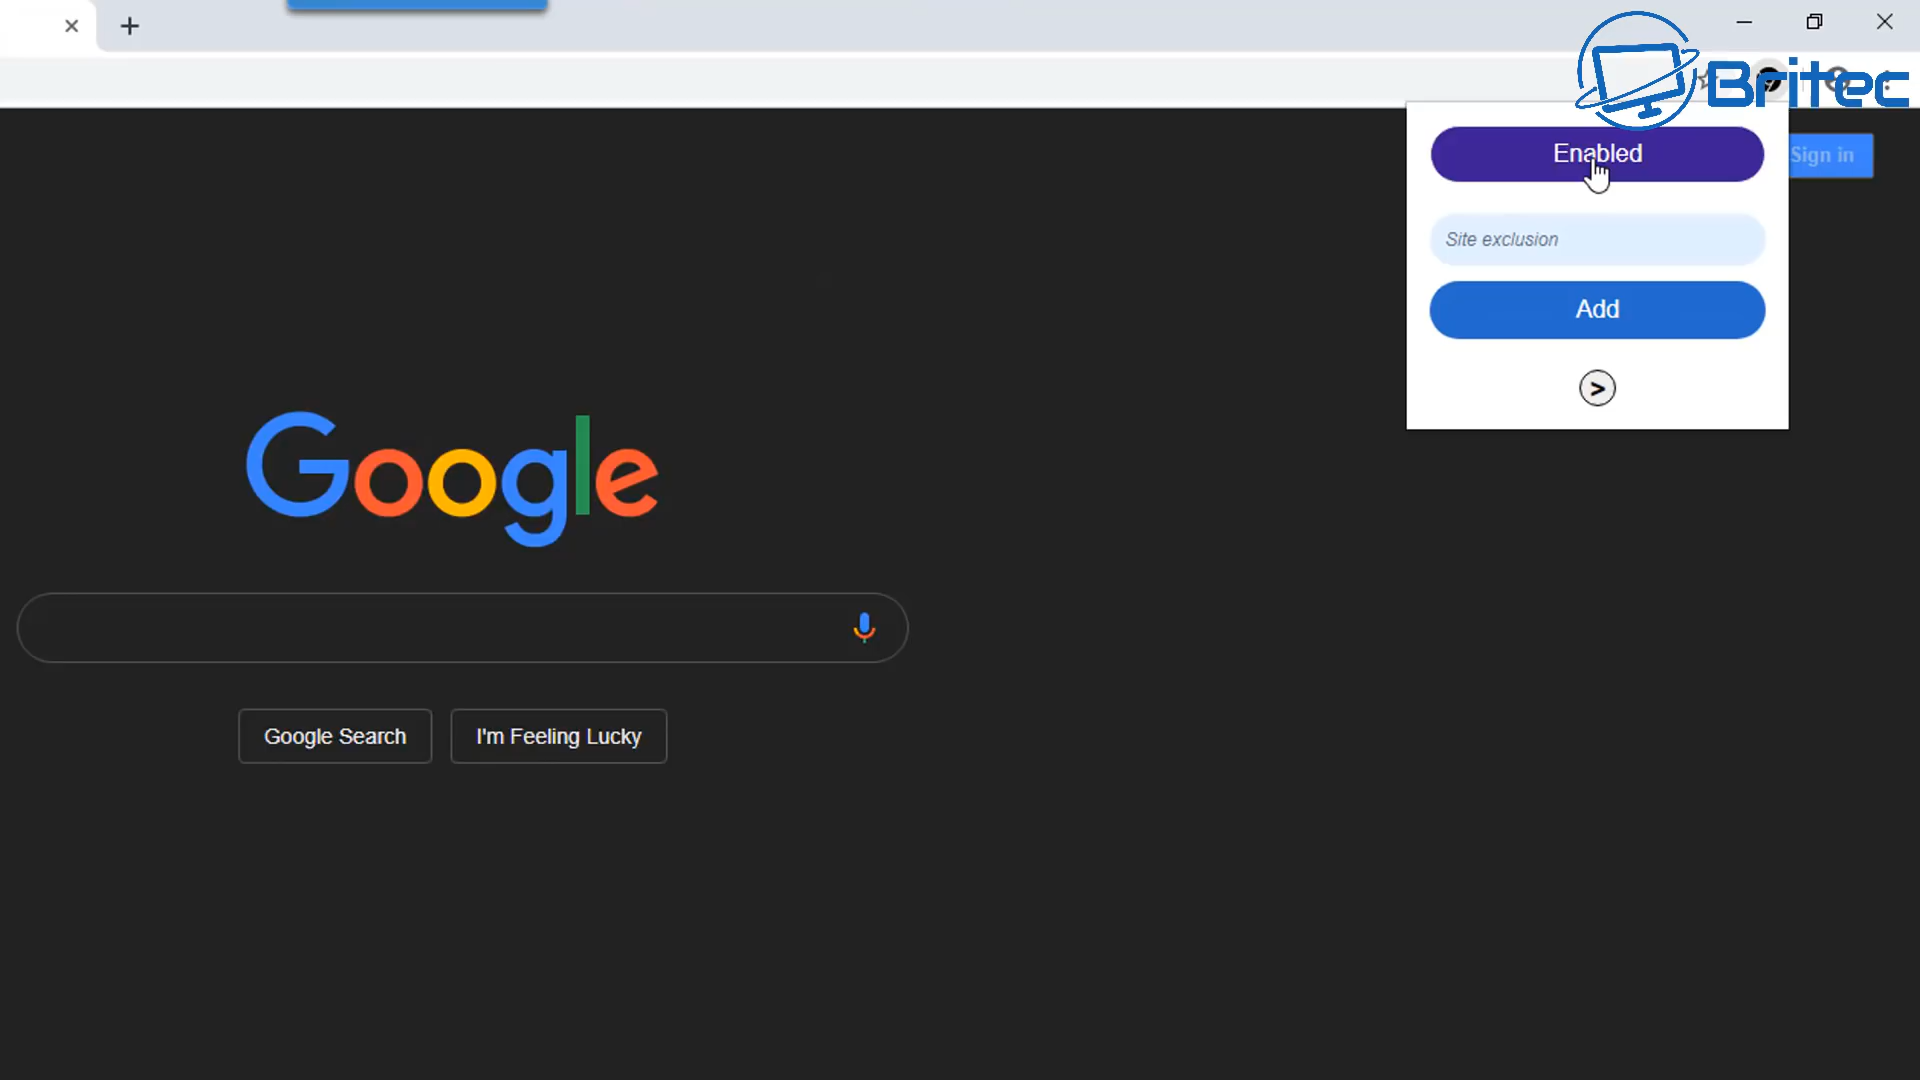 Britec
Enabled
Sign in
Site exclusion
Add
>
Google
Google Search
I'm Feeling Lucky